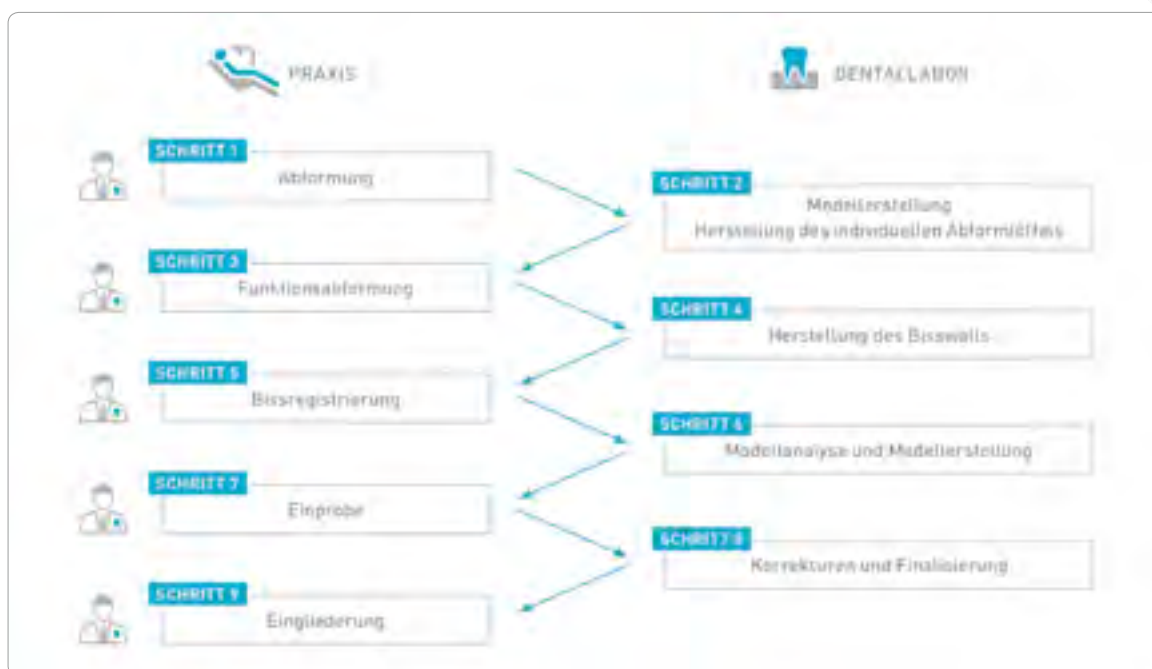 PRAXIS
DENTALLABOR
SCHRITT 1
Abformung
SCHRITT 2
Modellerstellung
Herstellung des individuellen Abformlöffels
SCHRITT 3
Funktionsabformung
SCHRITT 4
Herstellung des Bisswalls
SCHRITT 5
Bissregistrierung
SCHRITT 6
Modellanalyse und Modellerstellung
SCHRITT 7
Einprobe
SCHRITT 8
Korrekturen und Finalisierung
SCHRITT 9
Eingliederung